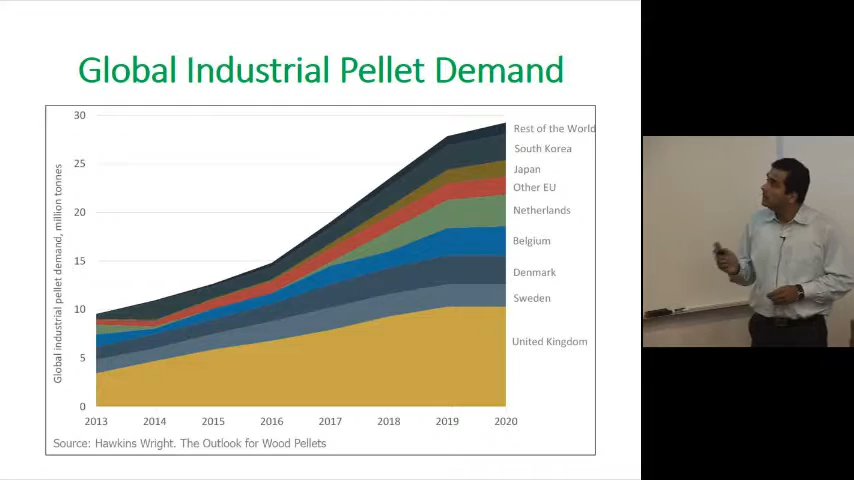 Global Industrial Pellet Demand
Global industrial pellet demand, million tonnes
30
25
20
15
10
5
0
2013 2014 2015 2016 2017 2018 2019 2020
Rest of the World
South Korea
Japan
Other EU
Netherlands
Belgium
Denmark
Sweden
United Kingdom
Source: Hawkins Wright. The Outlook for Wood Pellets